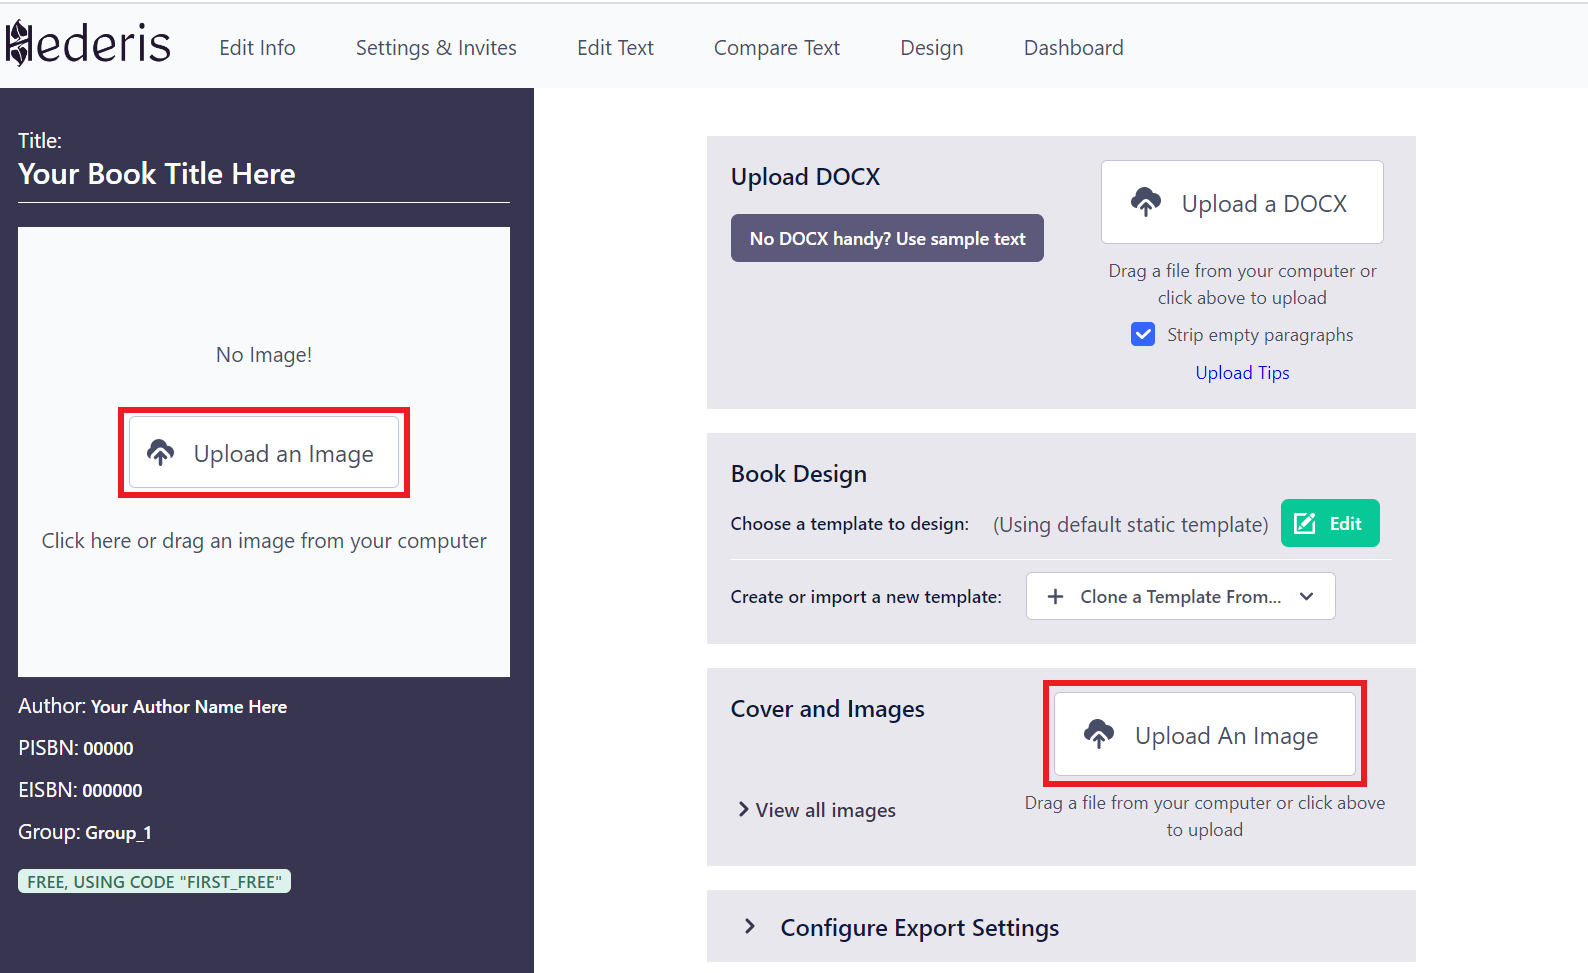 Hederis
Edit Info
Settings & Invites
Edit Text
Compare Text
Design
Dashboard
Title:
Your Book Title Here
No Image!
Upload an Image
Click here or drag an image from your computer
Author: Your Author Name Here
PISBN: 00000
EISBN: 000000
Group: Group_1
FREE, USING CODE "FIRST_FREE"
Upload DOCX
No DOCX handy? Use sample text
Upload a DOCX
Drag a file from your computer or
click above to upload
Strip empty paragraphs
Upload Tips
Book Design
Choose a template to design: (Using default static template) Edit
Create or import a new template: Clone a Template From...
Cover and Images
View all images
Upload An Image
Drag a file from your computer or click above
to upload
Configure Export Settings